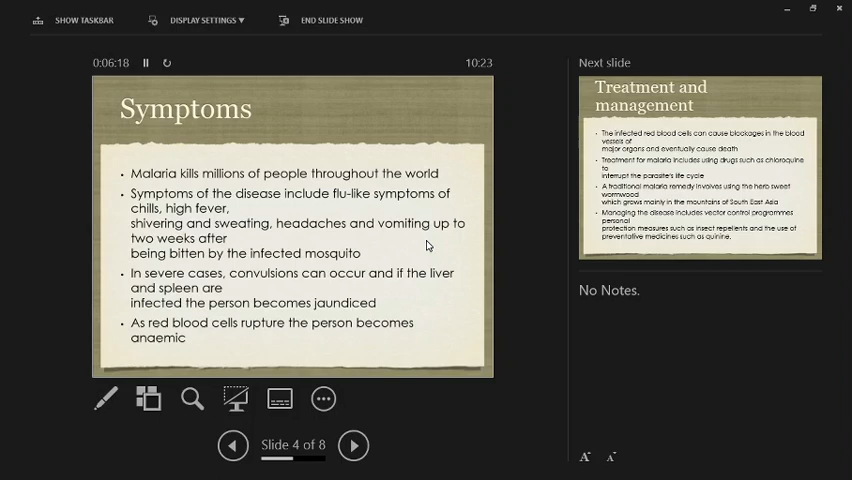 SHOW TASKBAR
DISPLAY SETTINGS ▼
END SLIDE SHOW
0:06:18
10:23
Symptoms
• Malaria kills millions of people throughout the world
• Symptoms of the disease include flu-like symptoms of
chills, high fever,
shivering and sweating, headaches and vomiting up to
two weeks after
being bitten by the infected mosquito
• In severe cases, convulsions can occur and if the liver
and spleen are
infected the person becomes jaundiced
• As red blood cells rupture the person becomes
anaemic
Slide 4 of 8
Next slide
Treatment and
management
• The infected red blood cells can cause blockages in the blood
vessels of
major organs and eventually cause death
• Treatment for malaria includes using drugs such as chloroquine
to
interrupt the parasite's life cycle
• A traditional malaria remedy involves using the herb sweet
wormwood
which grows mainly in the mountains of South East Asia
• Managing the disease includes vector control programmes
personal
protection measures such as insect repellents and the use of
preventative medicines such as quinine.
No Notes.
A A